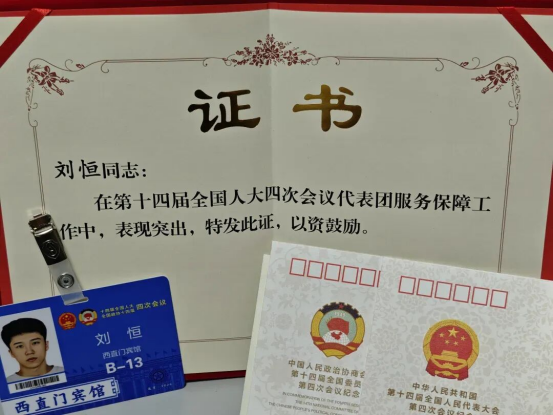 证书
刘恒同志：
在第十四届全国人大四次会议代表团服务保障工
作中，表现突出，特发此证，以资鼓励。
四次会议
刘恒
西直门宾馆
B-13
西直门宾馆
中国人民政治协商
第十四届全国委员
第四次会议纪念
中华人民共和国
第十四届全国人民代表大会
第四次会议纪念